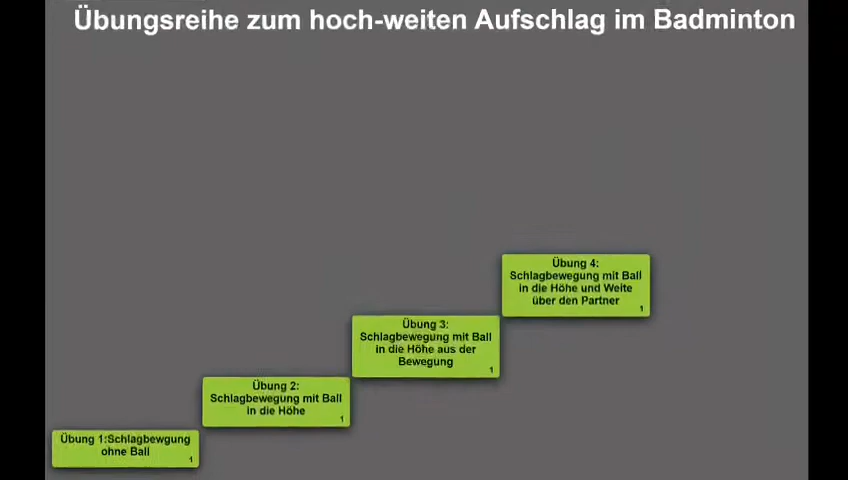 Übungsreihe zum hoch-weiten Aufschlag im Badminton
Übung 4:
Schlagbewegung mit Ball
in die Höhe und Weite
über den Partner
1
Übung 3:
Schlagbewegung mit Ball
in die Höhe aus der
Bewegung
1
Übung 2:
Schlagbewegung mit Ball
in die Höhe
1
Übung 1:Schlagbewgung
ohne Ball
1